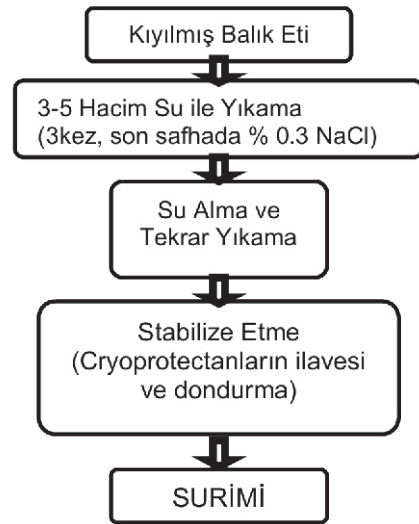 Kıyılmış Balık Eti
3-5 Hacim Su ile Yıkama
(3kez, son safhada % 0.3 NaCl)
Su Alma ve
Tekrar Yıkama
Stabilize Etme
(Cryoprotectanların ilavesi
ve dondurma)
SURİMİ